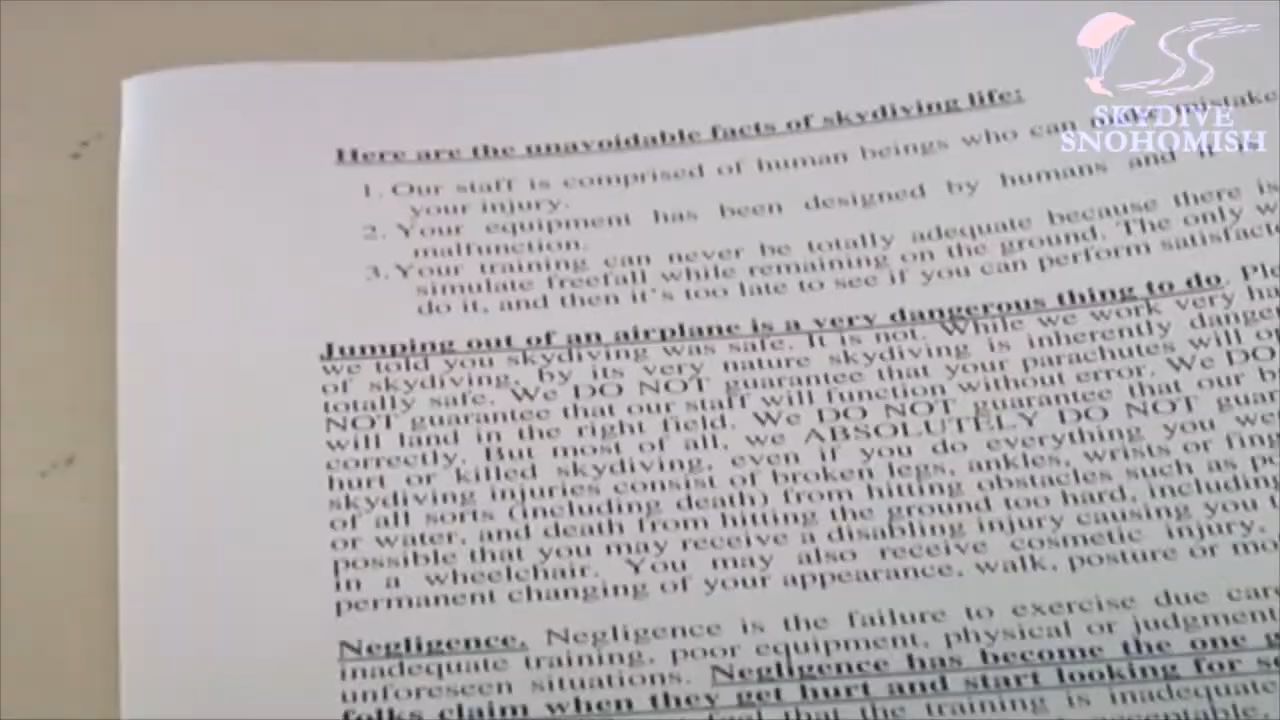 SKYDIVE
SNOHOMISH
Here are the unavoidable facts of skydiving life:
1. Our staff is comprised of human beings who can make mistake
your injury.
2. Your equipment has been designed by humans and it
malfunction.
3. Your training can never be totally adequate because there is
simulate freefall while remaining on the ground. The only
do it, and then it's too late to see if you can perform
Jumping out of an airplane is a very dangerous thing to do.
we told you skydiving was safe. It is not. While we work very
of skydiving, by its very nature skydiving is inherently
totally safe. We DO NOT guarantee that your parachutes will
NOT guarantee that our staff will function without error. We DO
will land in the right field. We DO NOT guarantee that our
correctly. But most of all, we ABSOLUTELY DO NOT
hurt or killed skydiving, even if you do everything you
skydiving injuries consist of broken legs, ankles, wrists or
of all sorts (including death) from hitting obstacles such as
or water, and death from hitting the ground too hard, including
possible that you may receive a disabling injury causing you
in a wheelchair. You may also receive cosmetic injury,
permanent changing of your appearance, walk, posture or
Negligence. Negligence is the failure to exercise due
inadequate training, poor equipment, physical or judgment
unforeseen situations. Negligence has become the one
folks claim when they get hurt and start looking for
that the training is inadequate